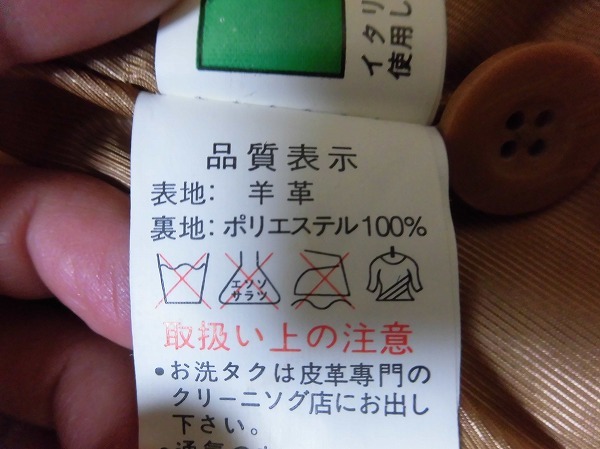 イタリ
使用し
品質表示
表地: 羊革
裏地: ポリエステル100%
エンソ
サラツ
取扱い上の注意
•お洗タクは皮革専門の
クリーニソグ店にお出し
下さい。